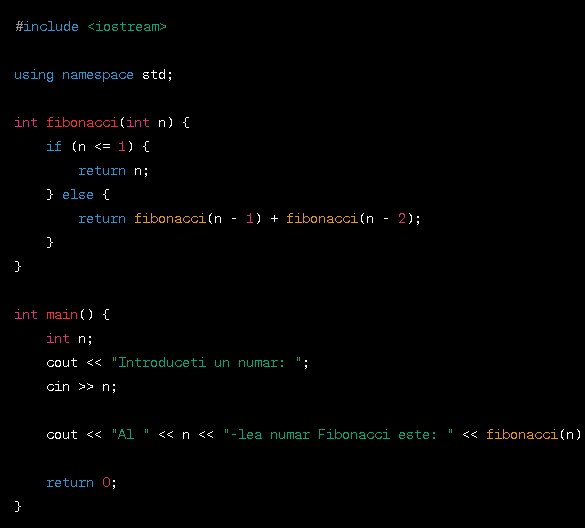 #include <iostream>
using namespace std;
int fibonacci(int n) {
    if (n <= 1) {
        return n;
    } else {
        return fibonacci(n - 1) + fibonacci(n - 2);
    }
}
int main() {
    int n;
    cout << "Introduceti un numar: ";
    cin >> n;
    cout << "Al " << n << "-lea numar Fibonacci este: " << fibonacci(n)
    return 0;
}